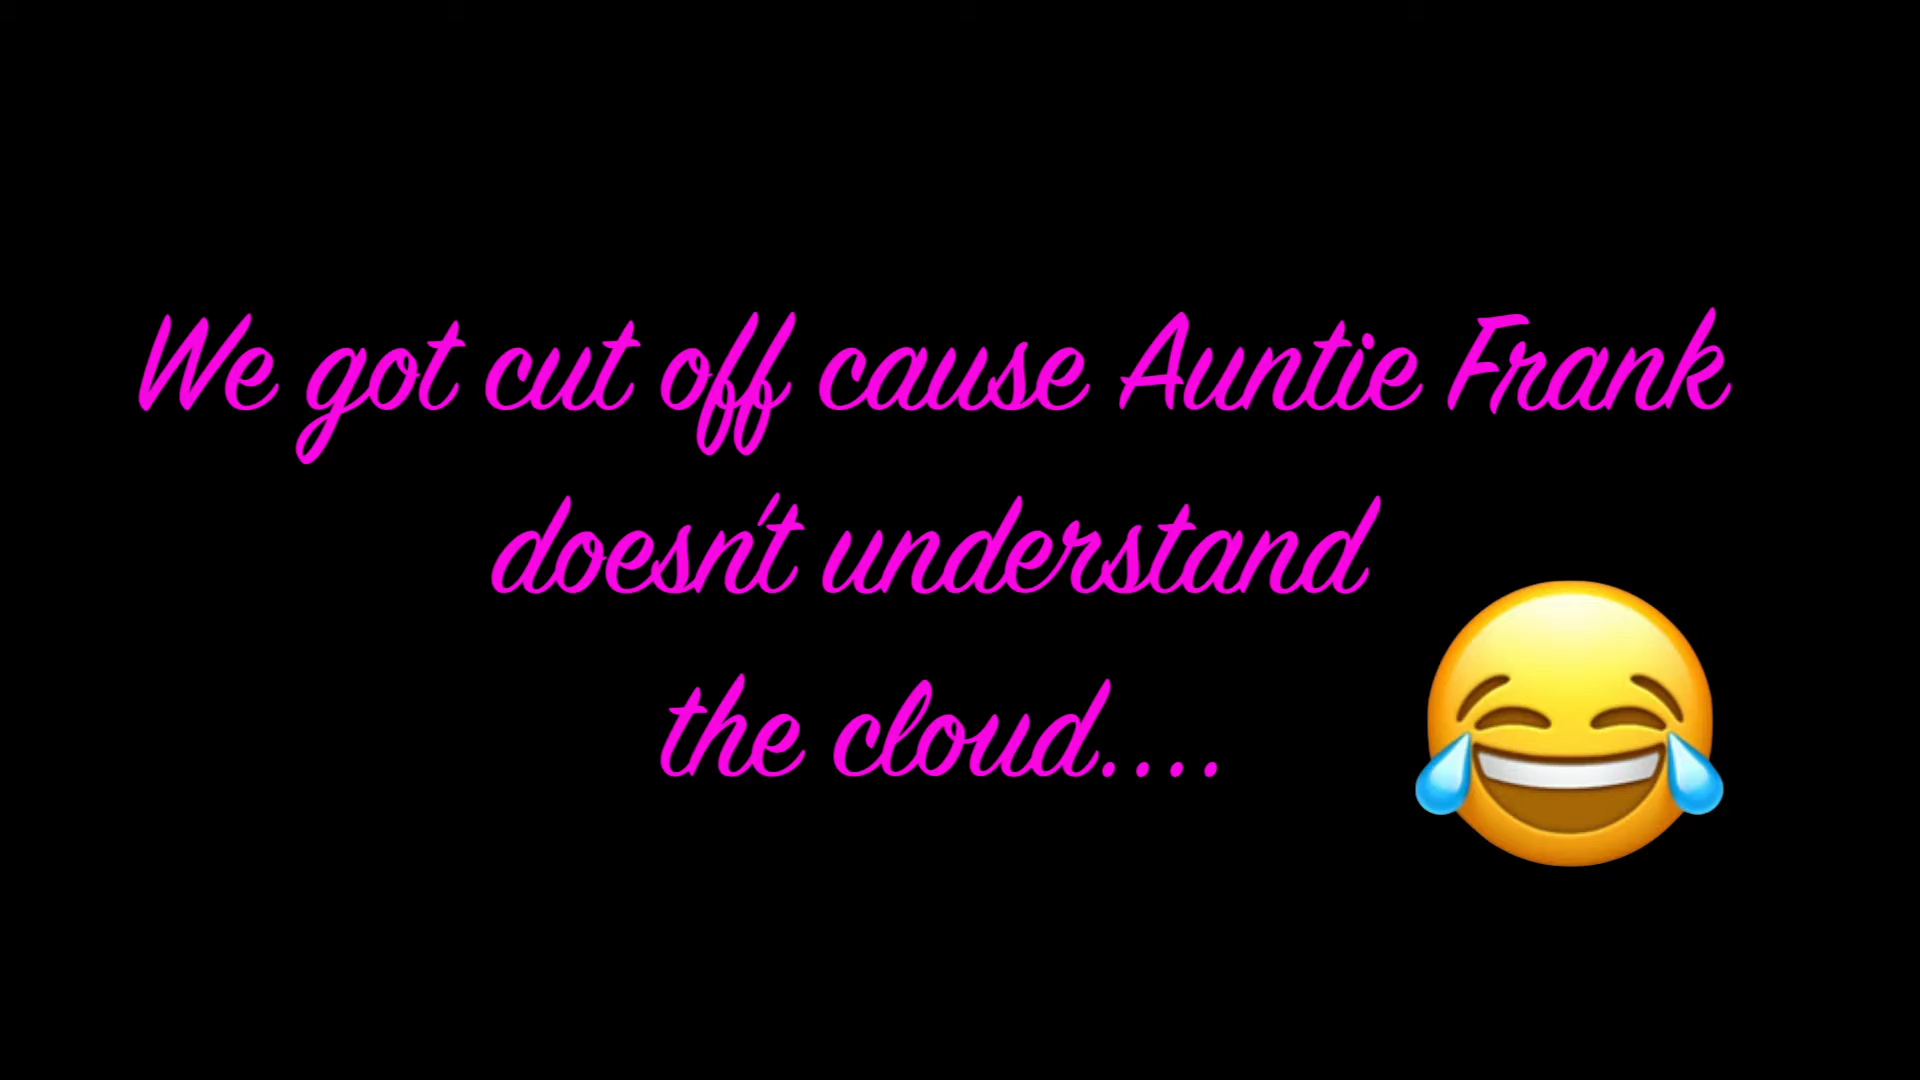 We got cut off cause Auntie Frank
doesn't understand
the cloud....